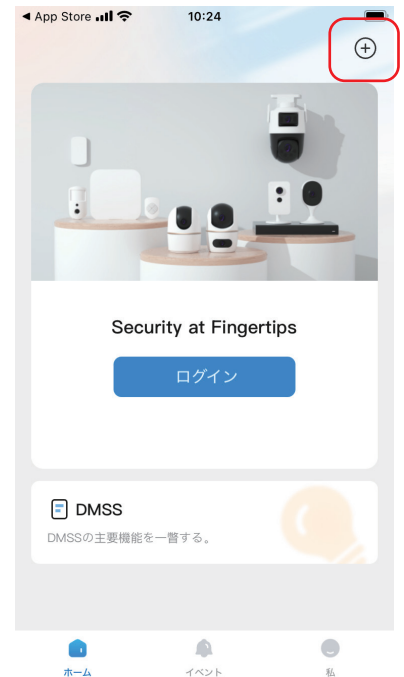 ◀ App Store
10:24
Security at Fingertips
ログイン
DMSS
DMSSの主要機能を一瞥する。
ホーム
イベント
私